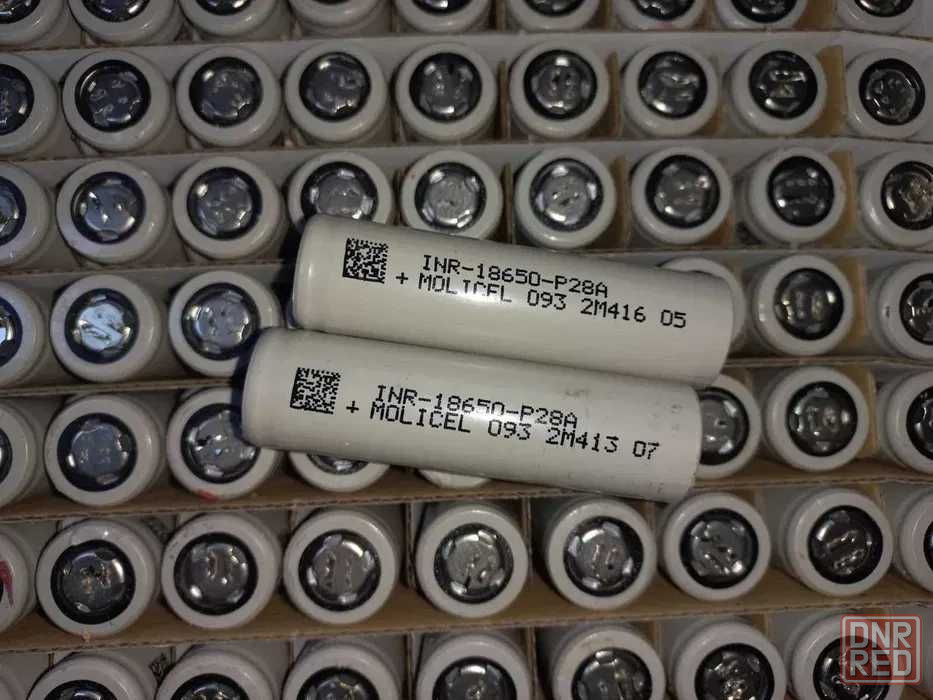 INR-18650-P28A
+ MOLICEL 093 2M416 05
INR-18650-P28A
+ MOLICEL 093 2M413 07
DNR
RED